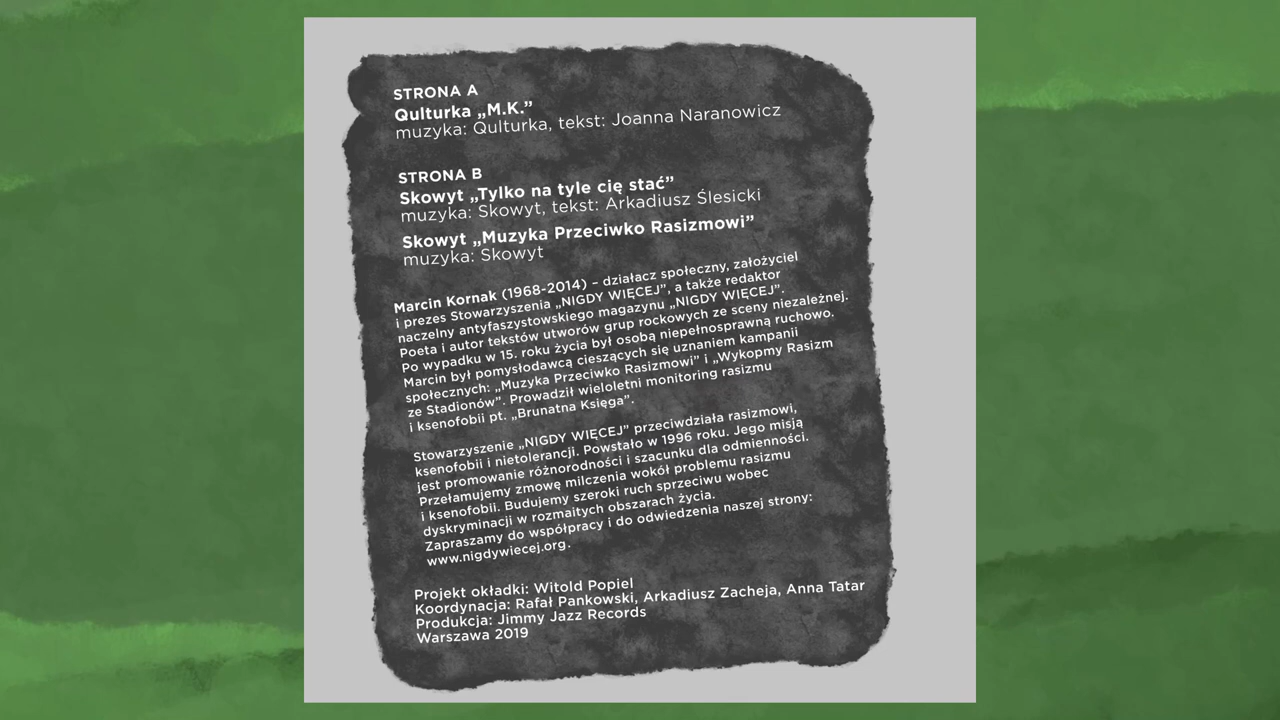 STRONA A
Qulturka „M.K.”
muzyka: Qulturka, tekst: Joanna Naranowicz
STRONA B
Skowyt „Tylko na tyle cię stać”
muzyka: Skowyt, tekst: Arkadiusz Ślesicki
Skowyt „Muzyka Przeciwko Rasizmowi”
muzyka: Skowyt
Marcin Kornak (1968-2014) – działacz społeczny, założyciel
i prezes Stowarzyszenia „NIGDY WIĘCEJ”, a także redaktor
naczelny antyfaszystowskiego magazynu „NIGDY WIĘCEJ”.
Poeta i autor tekstów utworów grup rockowych ze sceny niezależnej.
Po wypadku w 15. roku życia był osobą niepełnosprawną ruchowo.
Marcin był pomysłodawcą cieszących się uznaniem kampanii
społecznych: „Muzyka Przeciwko Rasizmowi” i „Wykopmy Rasizm
ze Stadionów”. Prowadził wieloletni monitoring rasizmu
i ksenofobii pt. „Brunatna Księga”.
Stowarzyszenie „NIGDY WIĘCEJ” przeciwdziała rasizmowi,
ksenofobii i nietolerancji. Powstało w 1996 roku. Jego misją
jest promowanie różnorodności i szacunku dla odmienności.
Przełamujemy zmowę milczenia wokół problemu rasizmu
i ksenofobii. Budujemy szeroki ruch sprzeciwu wobec
dyskryminacji w rozmaitych obszarach życia.
Zapraszamy do współpracy i do odwiedzenia naszej strony:
www.nigdywiecej.org.
Projekt okładki: Witold Popiel
Koordynacja: Rafał Pankowski, Arkadiusz Zacheja, Anna Tatar
Produkcja: Jimmy Jazz Records
Warszawa 2019